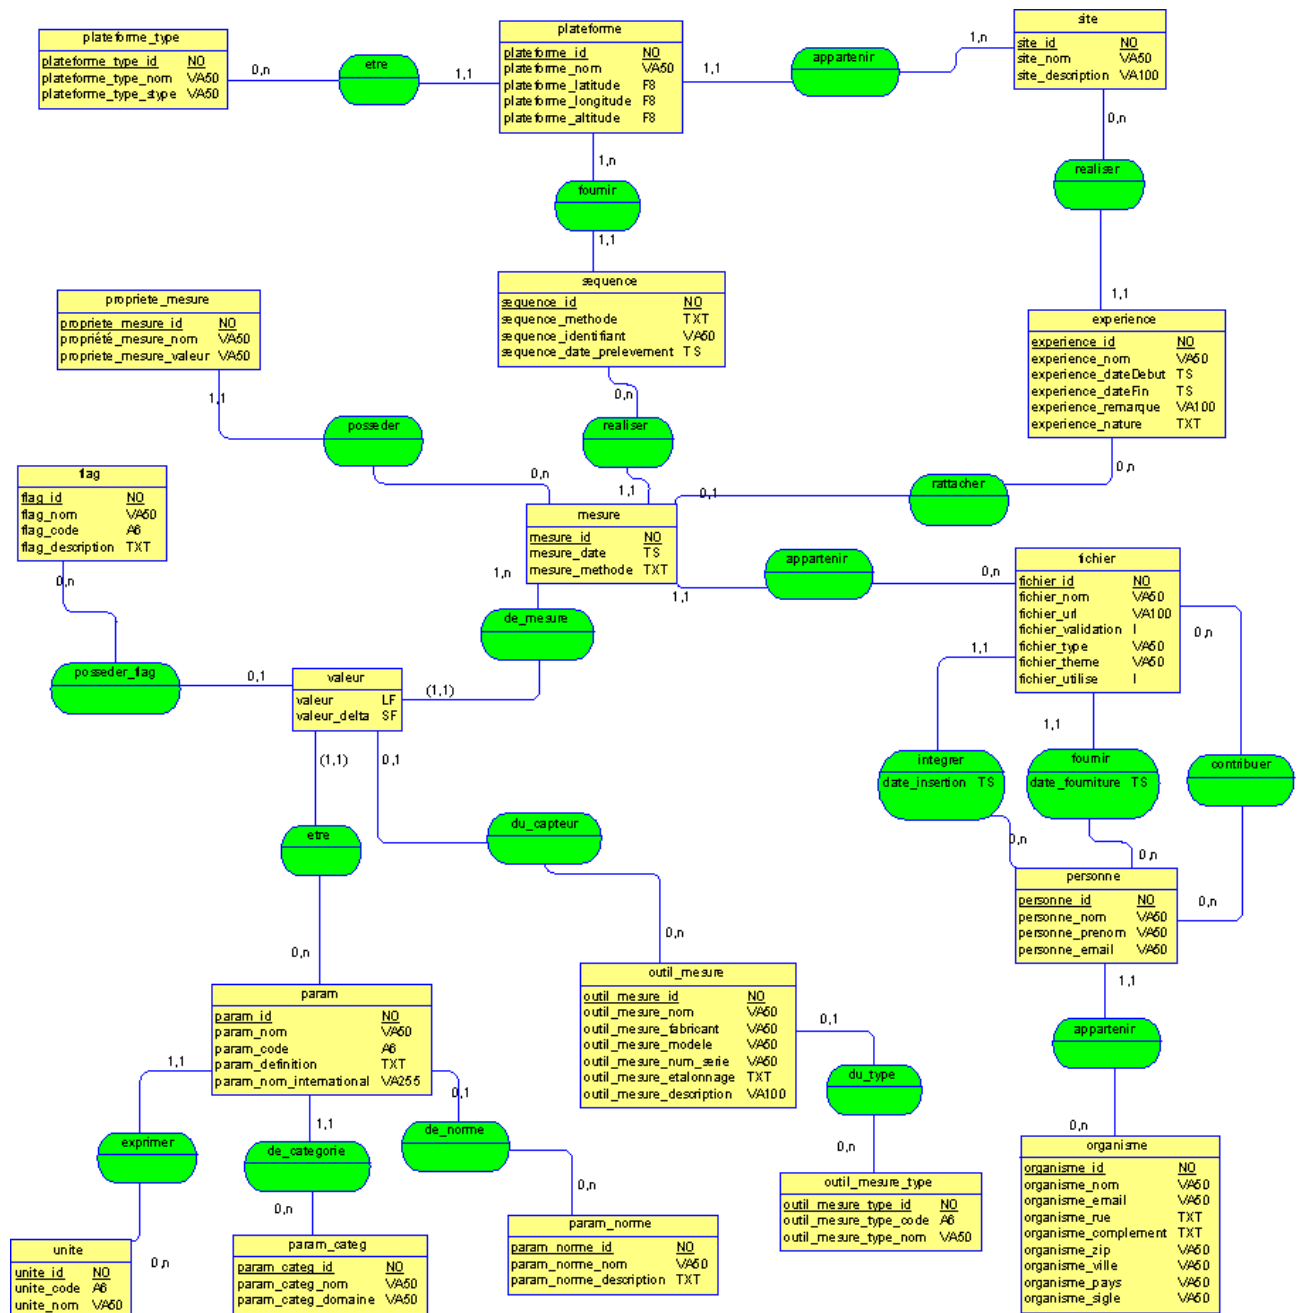 plateforme_type
plateforme_type_id NO
plateforme_type_nom VA50
plateforme_type_stype VA50
0,n
etre
1,1
plateforme
plateforme_id NO
plateforme_nom VA50
plateforme_latitude F8
plateforme_longitude F8
plateforme_altitude F8
1,1
appartenir
1,n
site
site_id NO
site_nom VA50
site_description VA100
1,n
fournir
1,1
0,n
realiser
1,1
propriete_mesure
propriete_mesure_id NO
propriété_mesure_nom VA50
propriete_mesure_valeur VA50
1,1
posseder
0,n
sequence
sequence_id NO
sequence_methode TXT
sequence_identifiant VA50
sequence_date_prelevement TS
0,n
realiser
1,1
experience
experience_id NO
experience_nom VA50
experience_dateDebut TS
experience_dateFin TS
experience_remarque VA100
experience_nature TXT
0,n
rattacher
0,1
flag
flag_id NO
flag_nom VA50
flag_code A6
flag_description TXT
0,n
posseder_flag
0,1
mesure
mesure_id NO
mesure_date TS
mesure_methode TXT
1,n
de_mesure
(1,1)
1,1
appartenir
0,n
fichier
fichier_id NO
fichier_nom VA50
fichier_url VA100
fichier_validation I
fichier_type VA50
fichier_theme VA50
fichier_utilise I
valeur
valeur LF
valeur_delta SF
(1,1)
etre
0,n
0,1
du_capteur
0,n
1,1
integrer
date_insertion TS
0,n
1,1
fournir
date_fourniture TS
0,n
0,n
contribuer
0,n
personne
personne_id NO
personne_nom VA50
personne_prenom VA50
personne_email VA50
1,1
appartenir
0,n
param
param_id NO
param_nom VA50
param_code A6
param_definition TXT
param_nom_international VA255
outil_mesure
outil_mesure_id NO
outil_mesure_nom VA50
outil_mesure_fabricant VA50
outil_mesure_modele VA50
outil_mesure_num_serie VA50
outil_mesure_etalonnage TXT
outil_mesure_description VA100
0,1
du_type
0,n
1,1
exprimer
0,n
1,1
de_categorie
0,n
0,1
de_norme
0,n
unite
unite_id NO
unite_code A6
unite_nom VA50
param_categ
param_categ_id NO
param_categ_nom VA50
param_categ_domaine VA50
param_norme
param_norme_id NO
param_norme_nom VA50
param_norme_description TXT
outil_mesure_type
outil_mesure_type_id NO
outil_mesure_type_code A6
outil_mesure_type_nom VA50
organisme
organisme_id NO
organisme_nom VA50
organisme_email VA50
organisme_rue TXT
organisme_complement TXT
organisme_zip VA50
organisme_ville VA50
organisme_pays VA50
organisme_sigle VA50